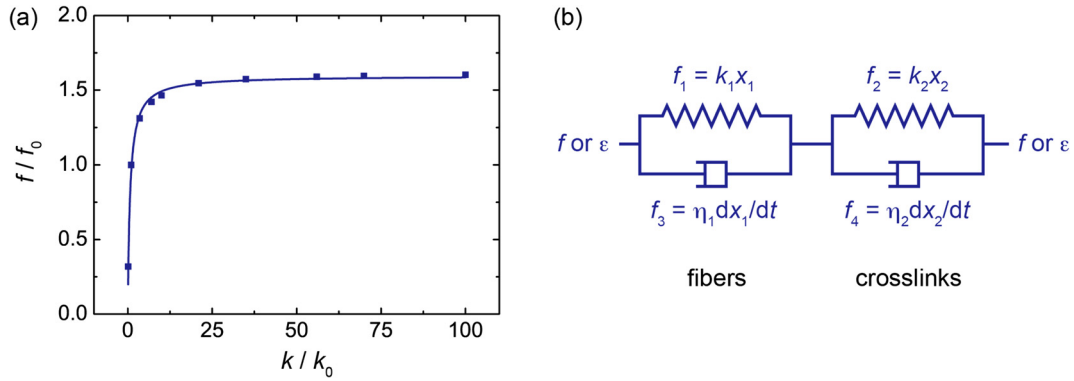 (a)
2.0
1.5
1.0
0.5
0.0
f / f₀
0 25 50 75 100
k / k₀
(b)
f₁ = k₁x₁ f₂ = k₂x₂
f or ε f or ε
f₃ = η₁dx₁/dt f₄ = η₂dx₂/dt
fibers crosslinks